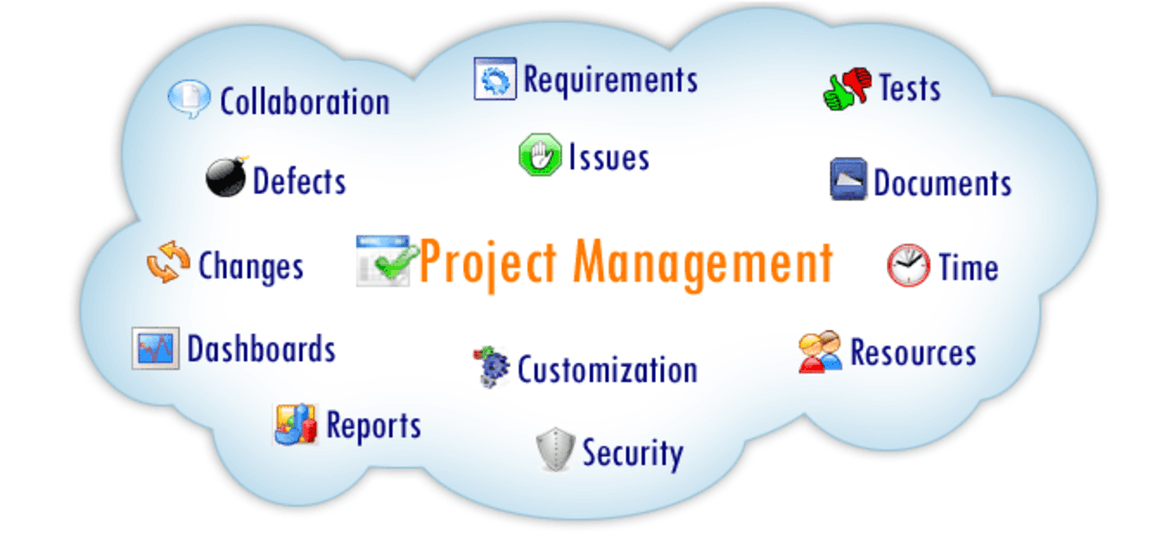 Requirements
Tests
Collaboration
Issues
Defects
Documents
Changes
Project Management
Time
Dashboards
Customization
Resources
Reports
Security